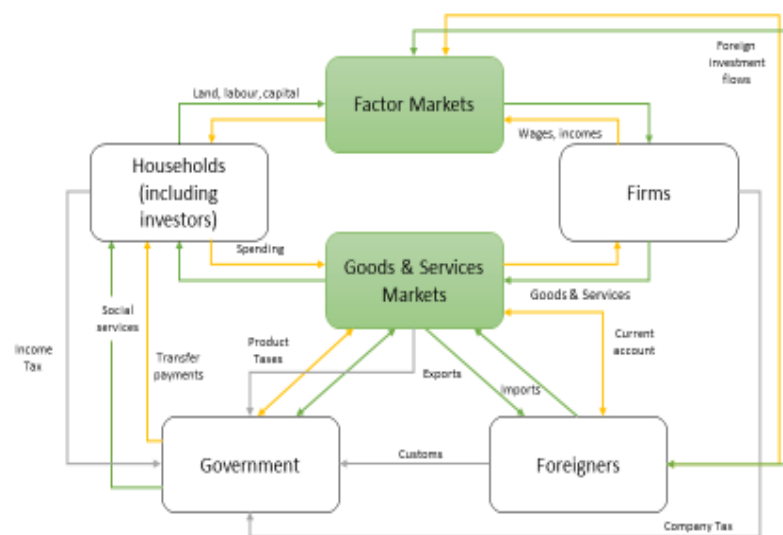 Foreign
investment
flows
Land, labour, capital
Factor Markets
Wages, incomes
Households
(including
investors)
Firms
Spending
Goods & Services
Markets
Goods & Services
Social
services
Product
Taxes
Current
account
Income
Tax
Transfer
payments
Exports
Imports
Government
Customs
Foreigners
Company Tax